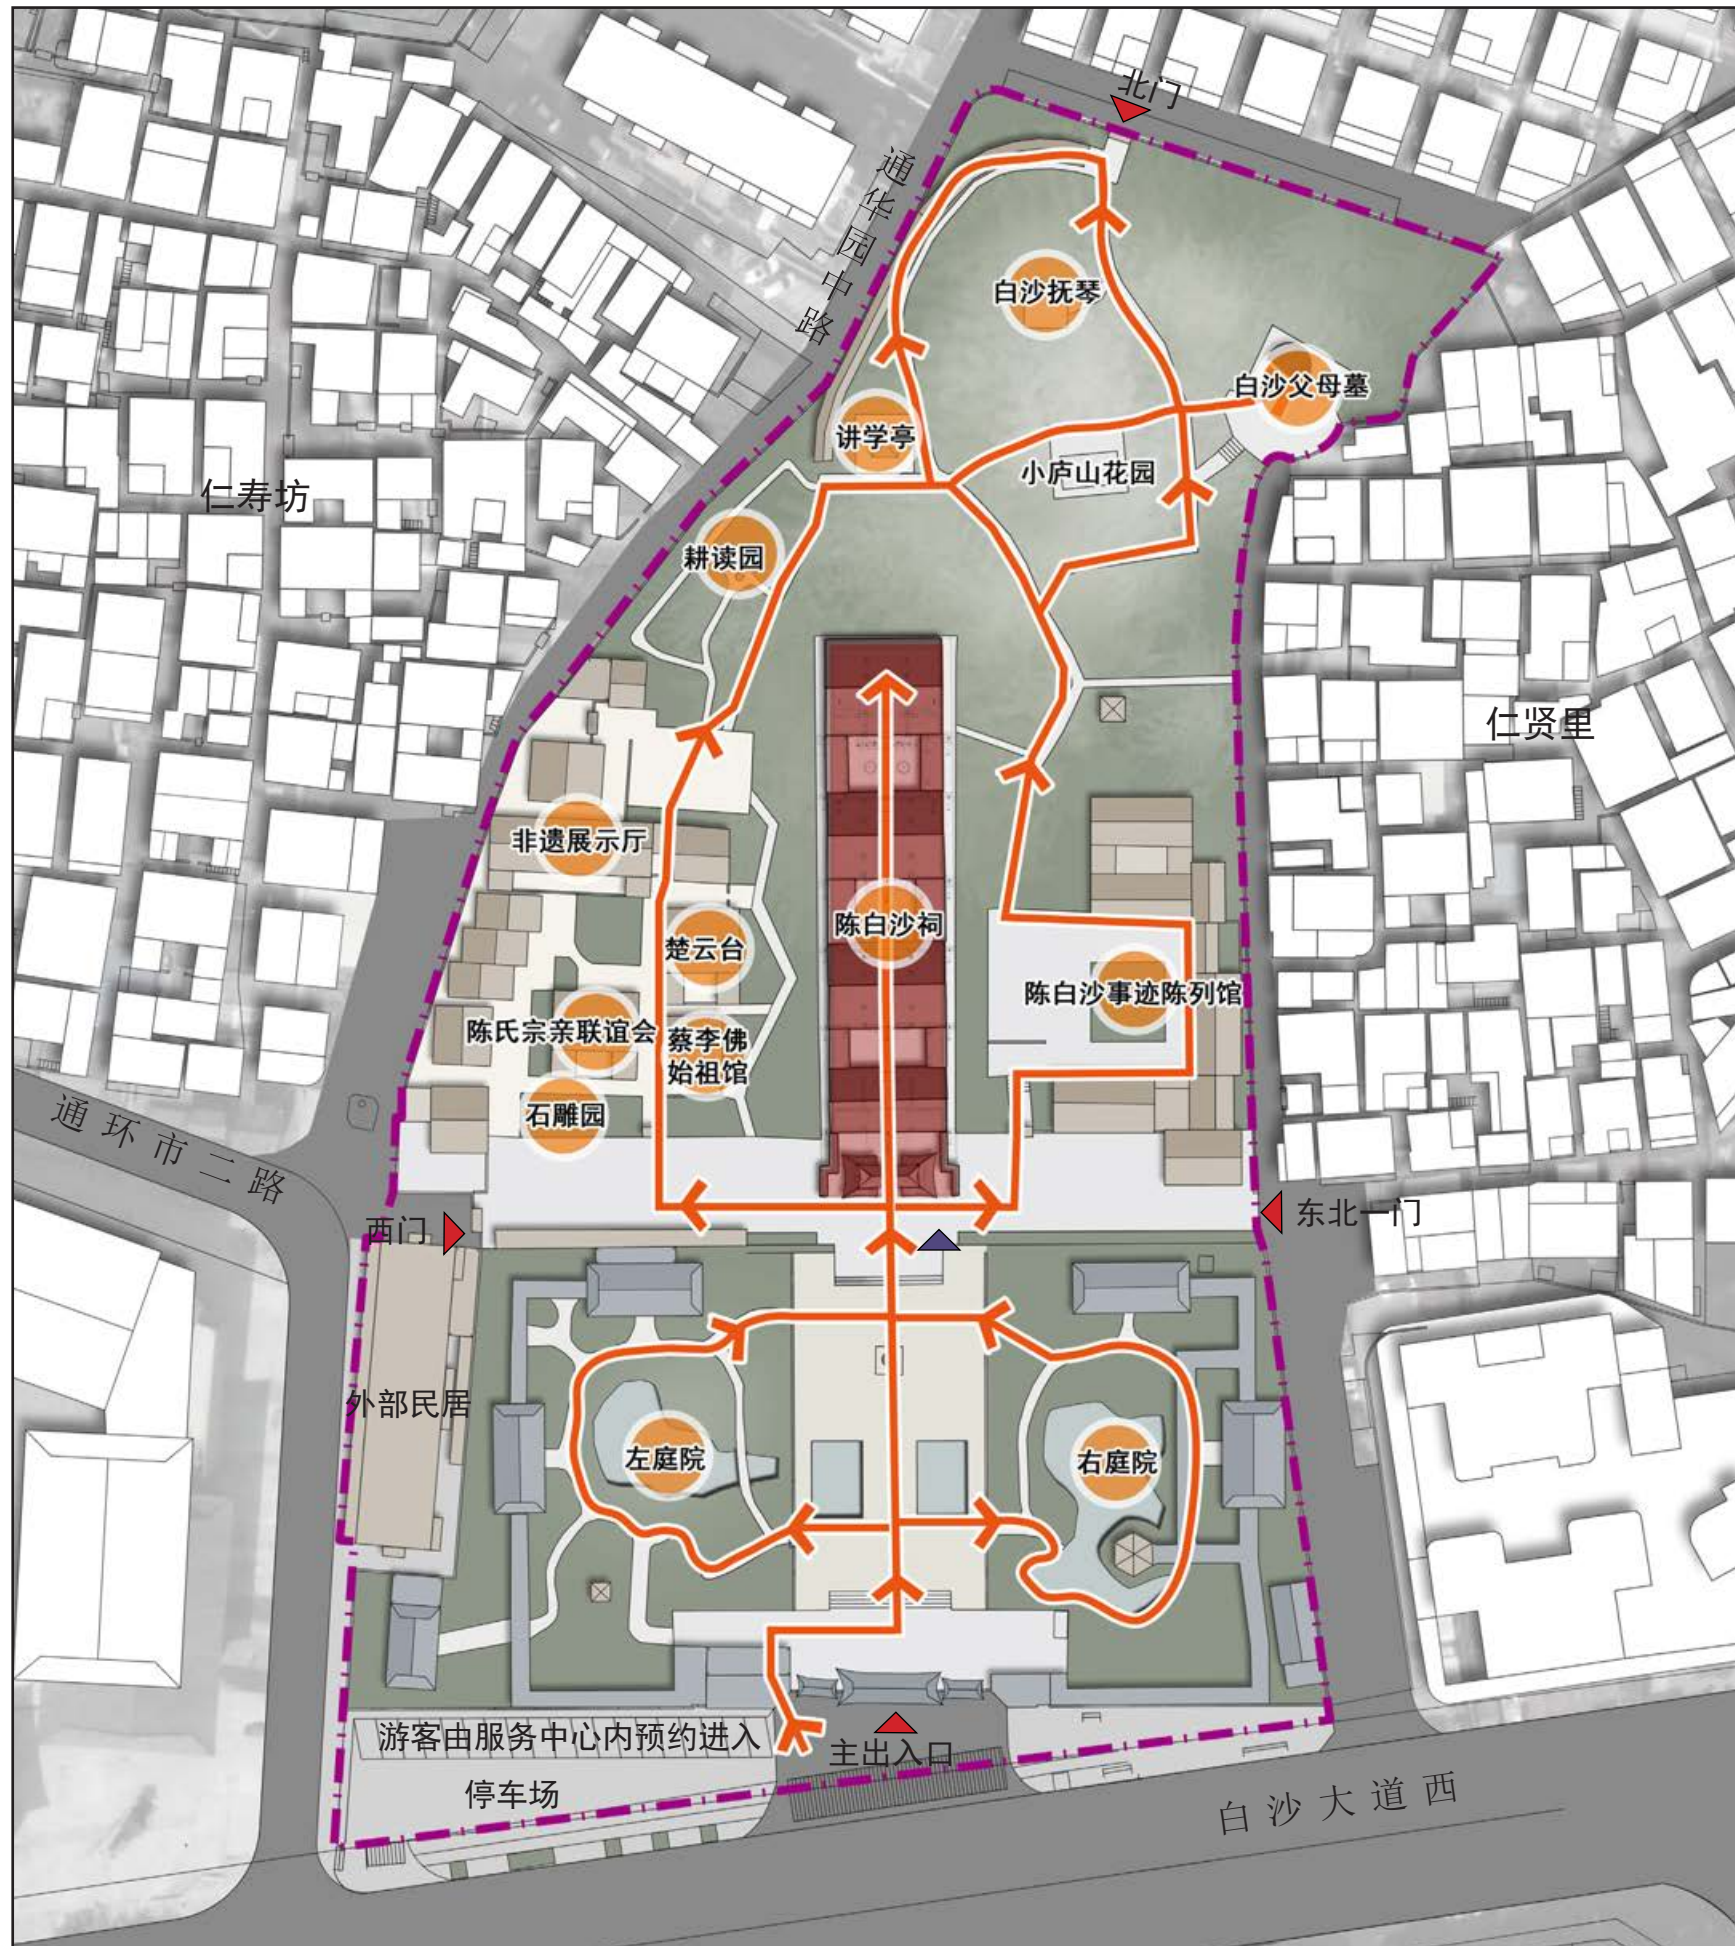 北门
通华园中路
白沙抚琴
白沙父母墓
讲学亭
小庐山花园
仁寿坊
耕读园
仁贤里
非遗展示厅
陈白沙祠
楚云台
陈白沙事迹陈列馆
陈氏宗亲联谊会
蔡李佛
始祖馆
石雕园
通环市二路
西门
东北一门
外部民居
左庭院
右庭院
游客由服务中心内预约进入
主出入口
停车场
白沙大道西